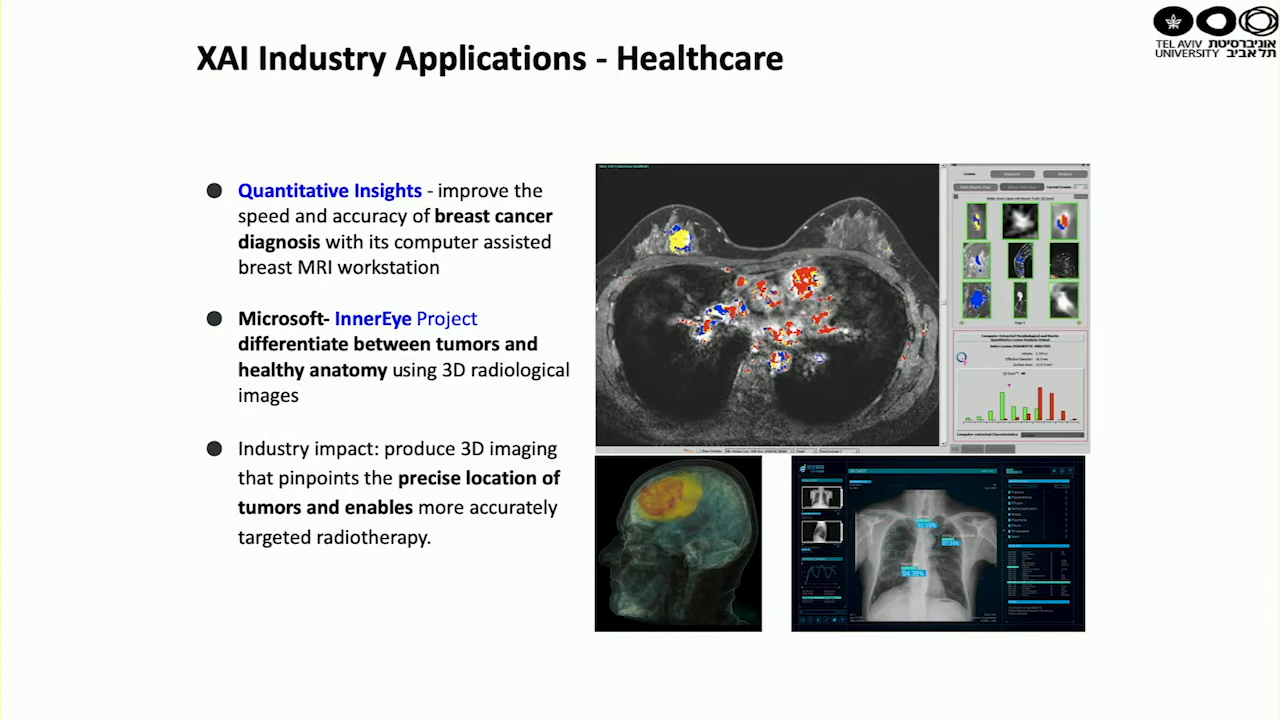 XAI Industry Applications - Healthcare
TEL AVIV אוניברסיטת
UNIVERSITY תל אביב
● Quantitative Insights - improve the
speed and accuracy of breast cancer
diagnosis with its computer assisted
breast MRI workstation
● Microsoft- InnerEye Project
differentiate between tumors and
healthy anatomy using 3D radiological
images
● Industry impact: produce 3D imaging
that pinpoints the precise location of
tumors and enables more accurately
targeted radiotherapy.